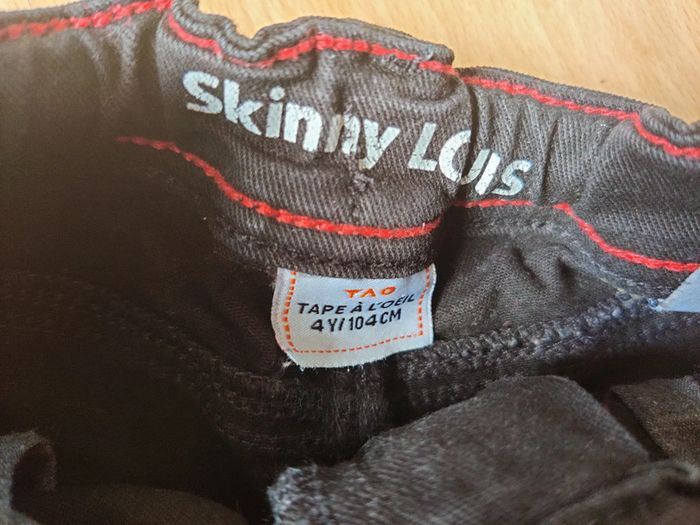 Skinny LOUIS
TAO
TAPE À L'OEIL
4Y/104CM